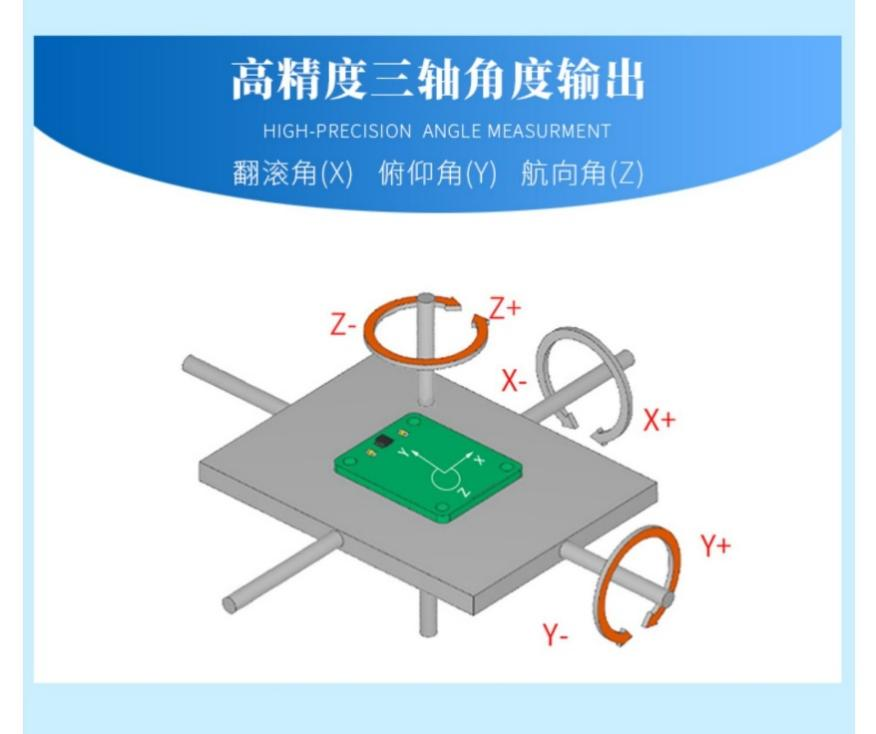 高精度三轴角度输出
HIGH-PRECISION ANGLE MEASURMENT
翻滚角(X) 俯仰角(Y) 航向角(Z)
Z- Z+
X- X+
Y X
Z
Y+
Y-